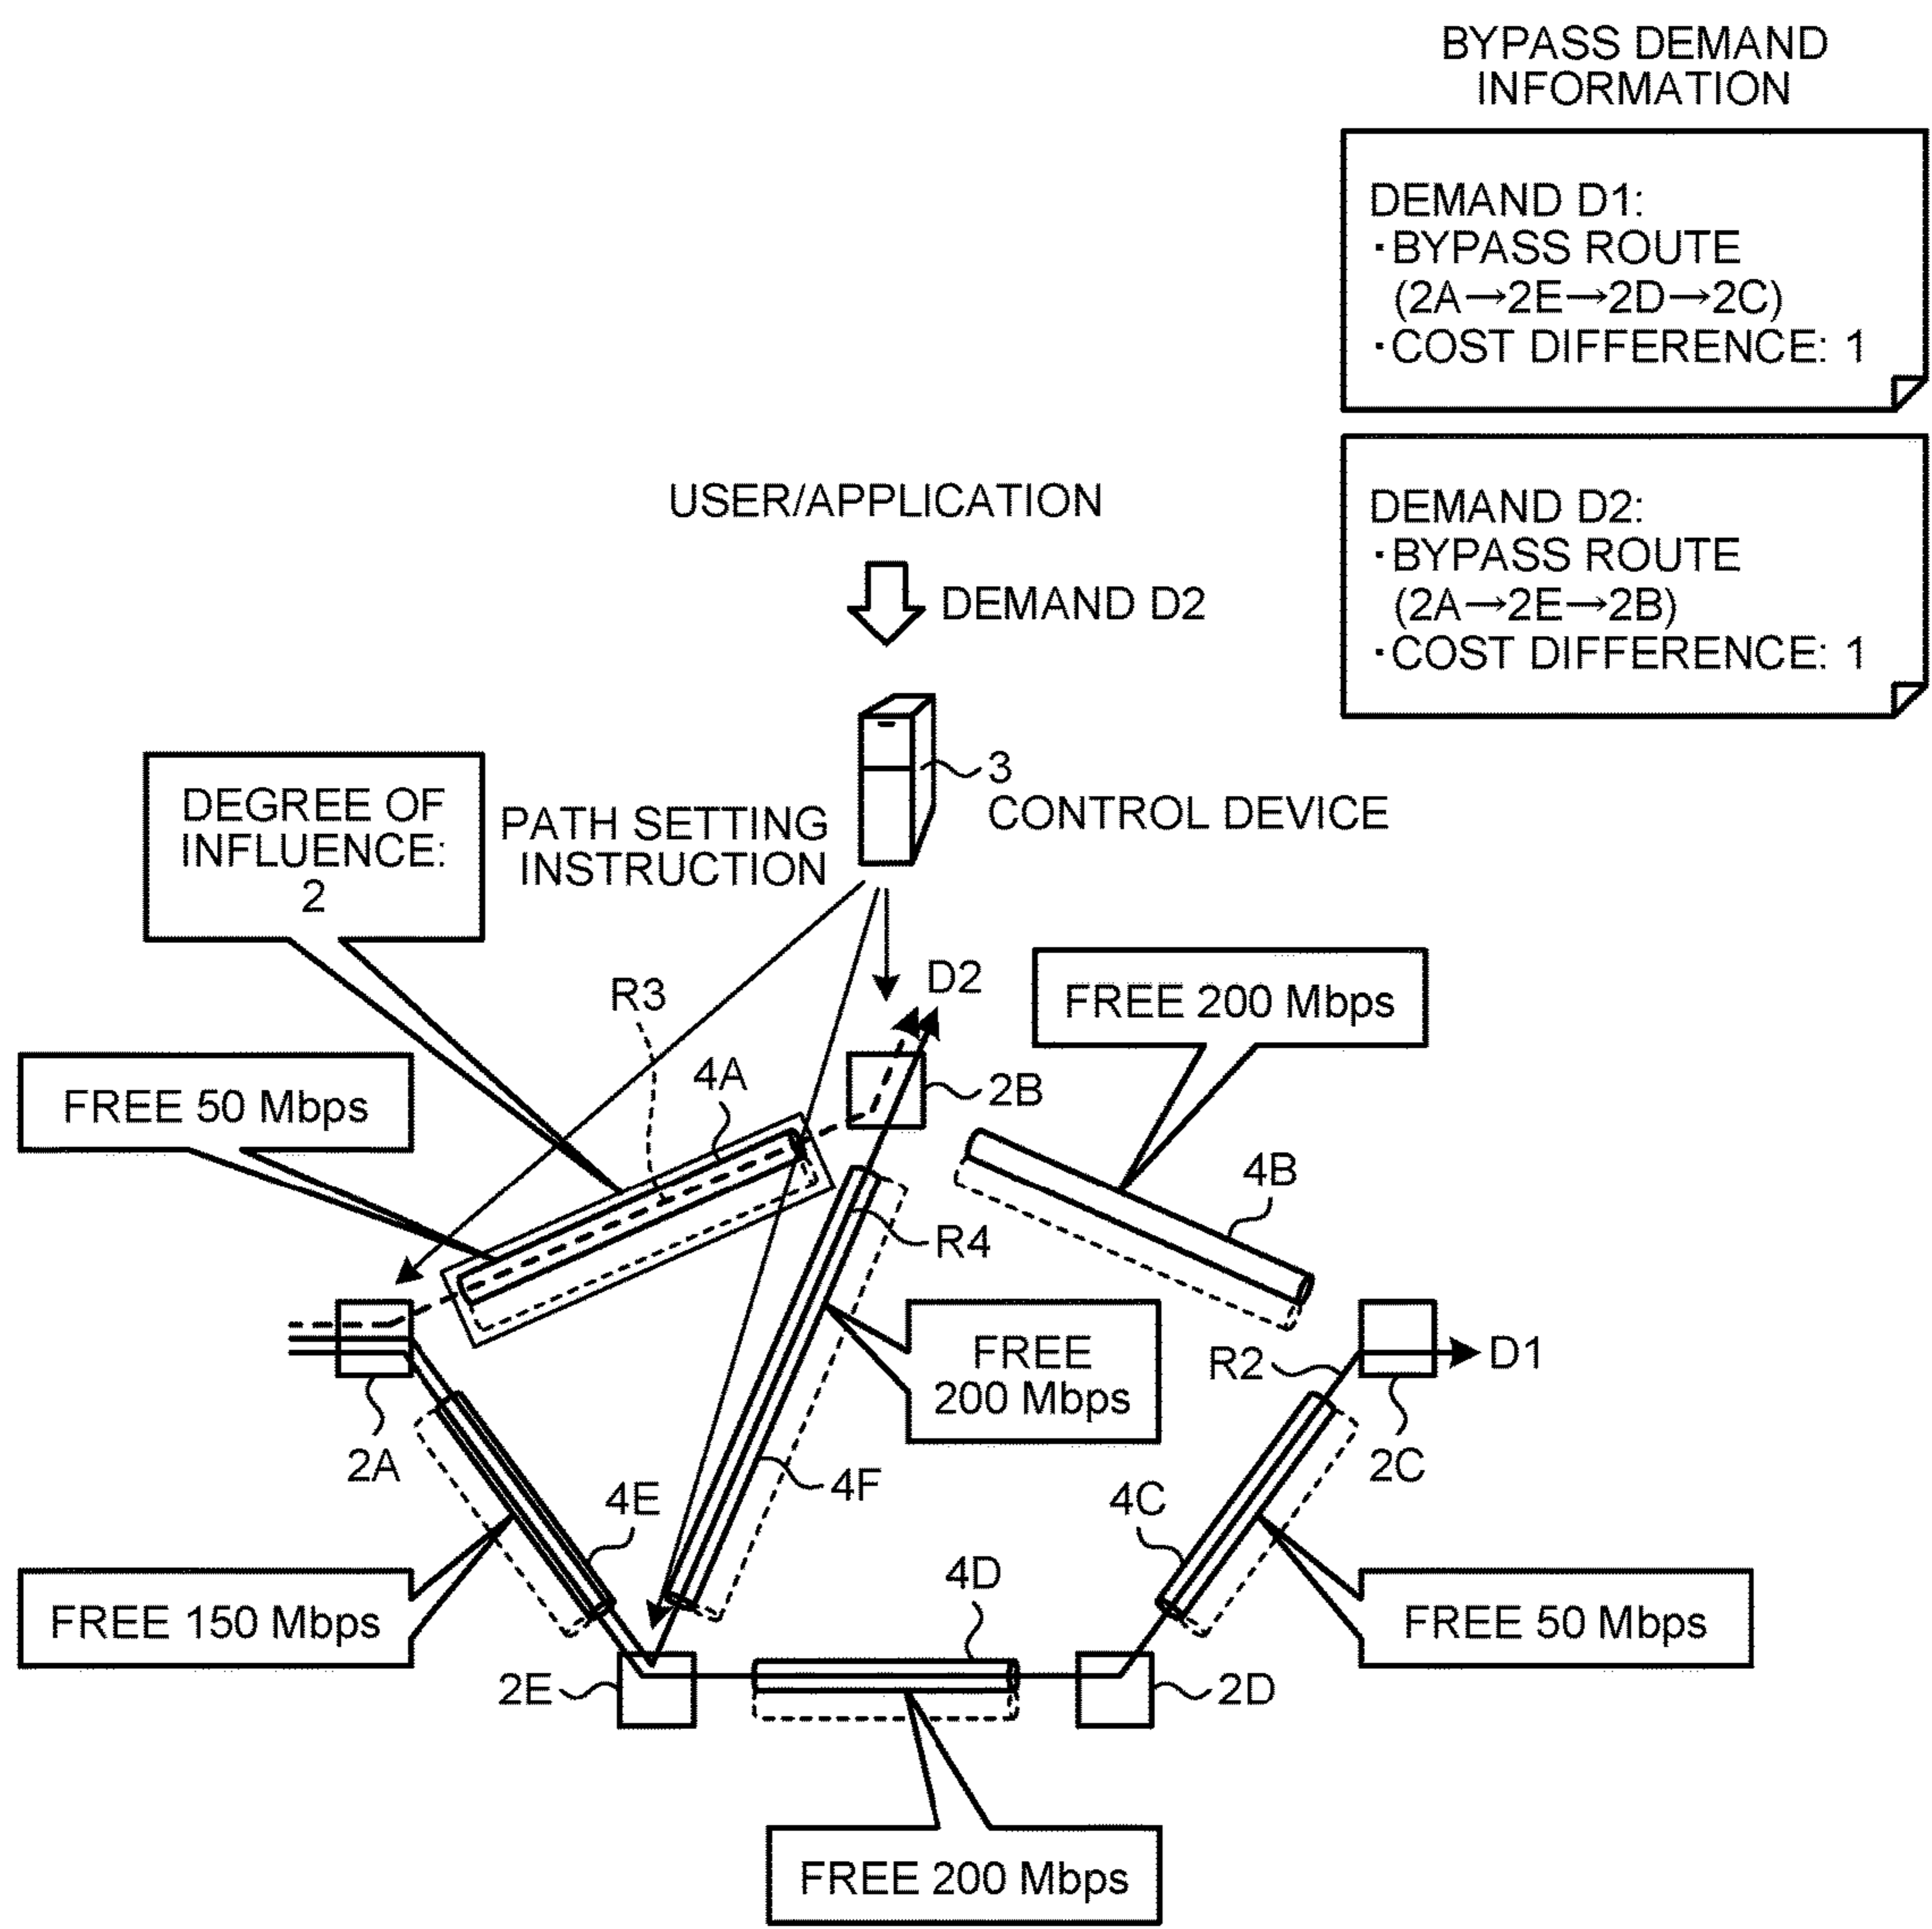 BYPASS DEMAND
INFORMATION
DEMAND D1:
・BYPASS ROUTE
(2A→2E→2D→2C)
・COST DIFFERENCE: 1
DEMAND D2:
・BYPASS ROUTE
(2A→2E→2B)
・COST DIFFERENCE: 1
USER/APPLICATION
DEMAND D2
3
CONTROL DEVICE
DEGREE OF
INFLUENCE:
2
PATH SETTING
INSTRUCTION
D2
R3
FREE 200 Mbps
FREE 50 Mbps
4A
2B
4B
R4
FREE
200 Mbps
R2
D1
2A
2C
4E
4F
4C
FREE 150 Mbps
4D
FREE 50 Mbps
2E
2D
FREE 200 Mbps